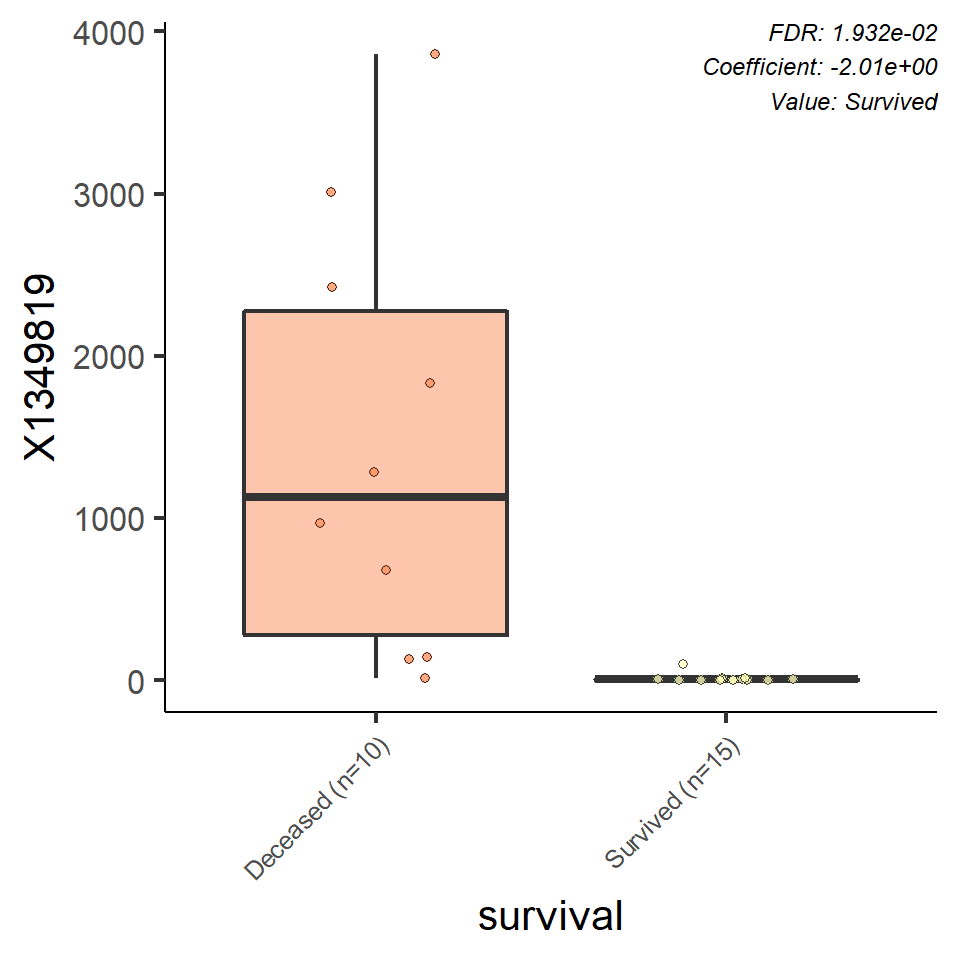 FDR: 1.932e-02
Coefficient: -2.01e+00
Value: Survived
4000
3000
2000
1000
0
X1349819
Deceased (n=10)
Survived (n=15)
survival